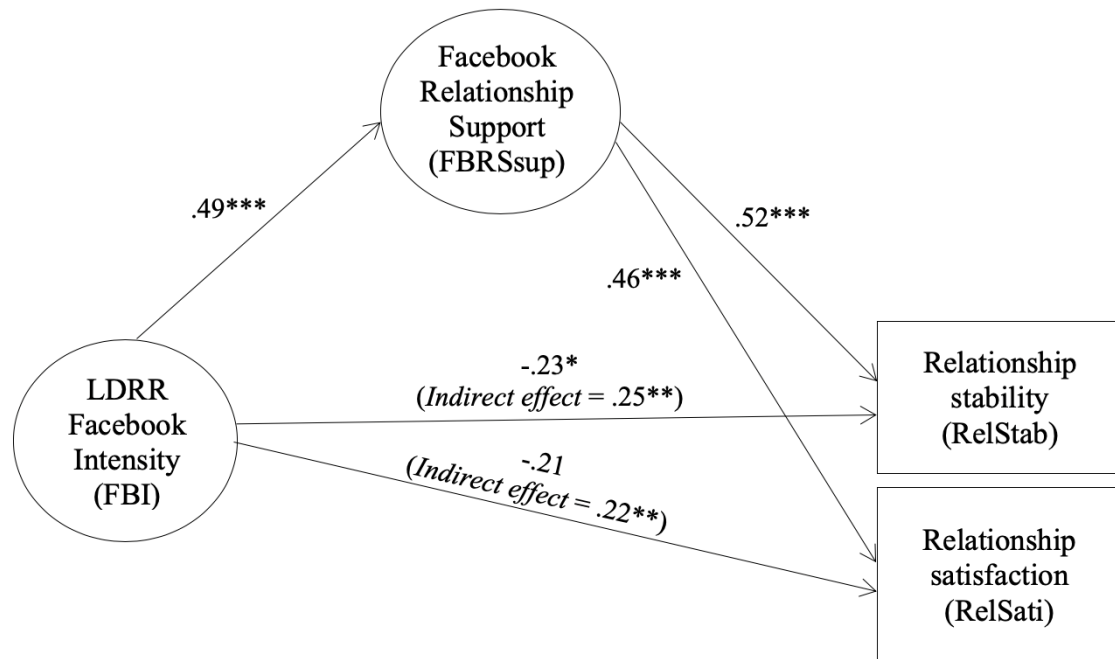 Facebook
Relationship
Support
(FBRSsup)
.49***
.52***
.46***
LDRR
Facebook
Intensity
(FBI)
-.23*
(Indirect effect = .25**)
-.21
(Indirect effect = .22**)
Relationship
stability
(RelStab)
Relationship
satisfaction
(RelSati)